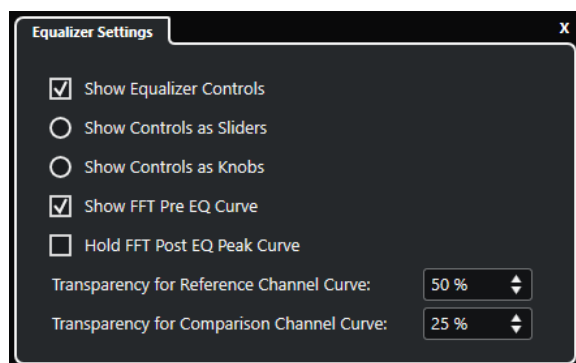 Equalizer Settings X
Show Equalizer Controls
Show Controls as Sliders
Show Controls as Knobs
Show FFT Pre EQ Curve
Hold FFT Post EQ Peak Curve
Transparency for Reference Channel Curve: 50 %
Transparency for Comparison Channel Curve: 25 %